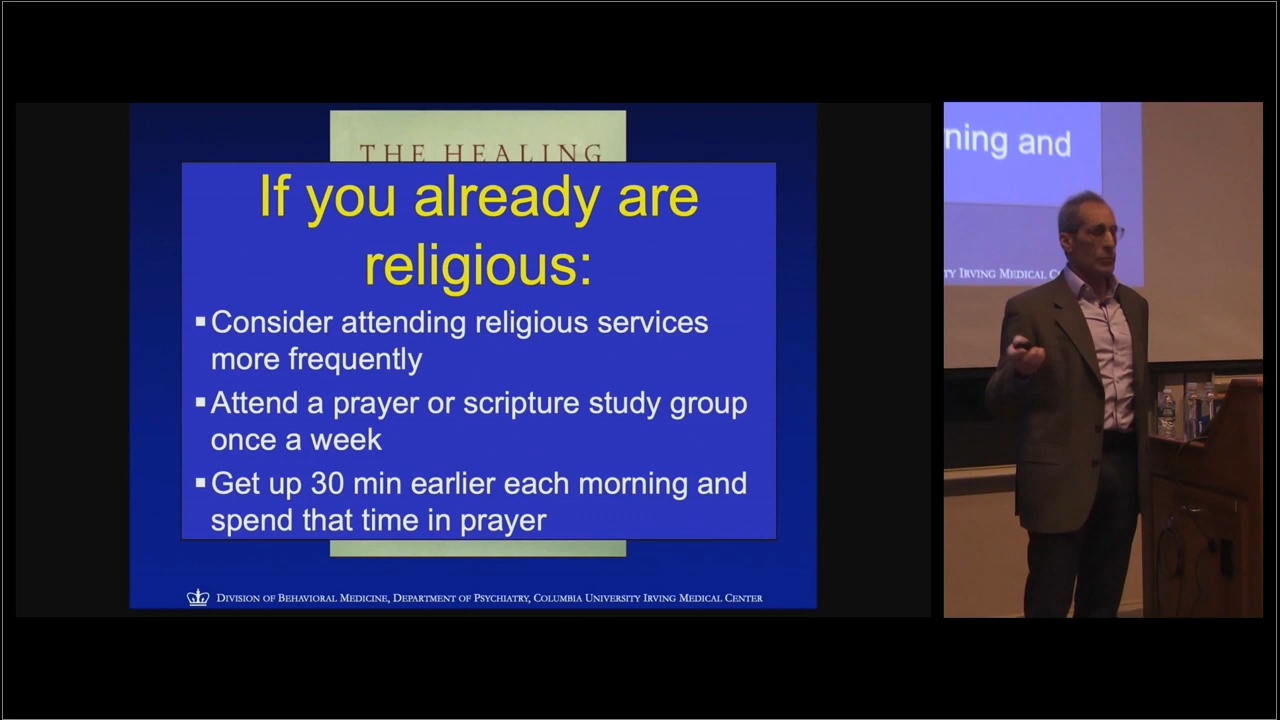 THE HEALING
If you already are
religious:
▪Consider attending religious services
more frequently
▪Attend a prayer or scripture study group
once a week
▪Get up 30 min earlier each morning and
spend that time in prayer
DIVISION OF BEHAVIORAL MEDICINE, DEPARTMENT OF PSYCHIATRY, COLUMBIA UNIVERSITY IRVING MEDICAL CENTER
ning and
TY IRVING MEDICAL C